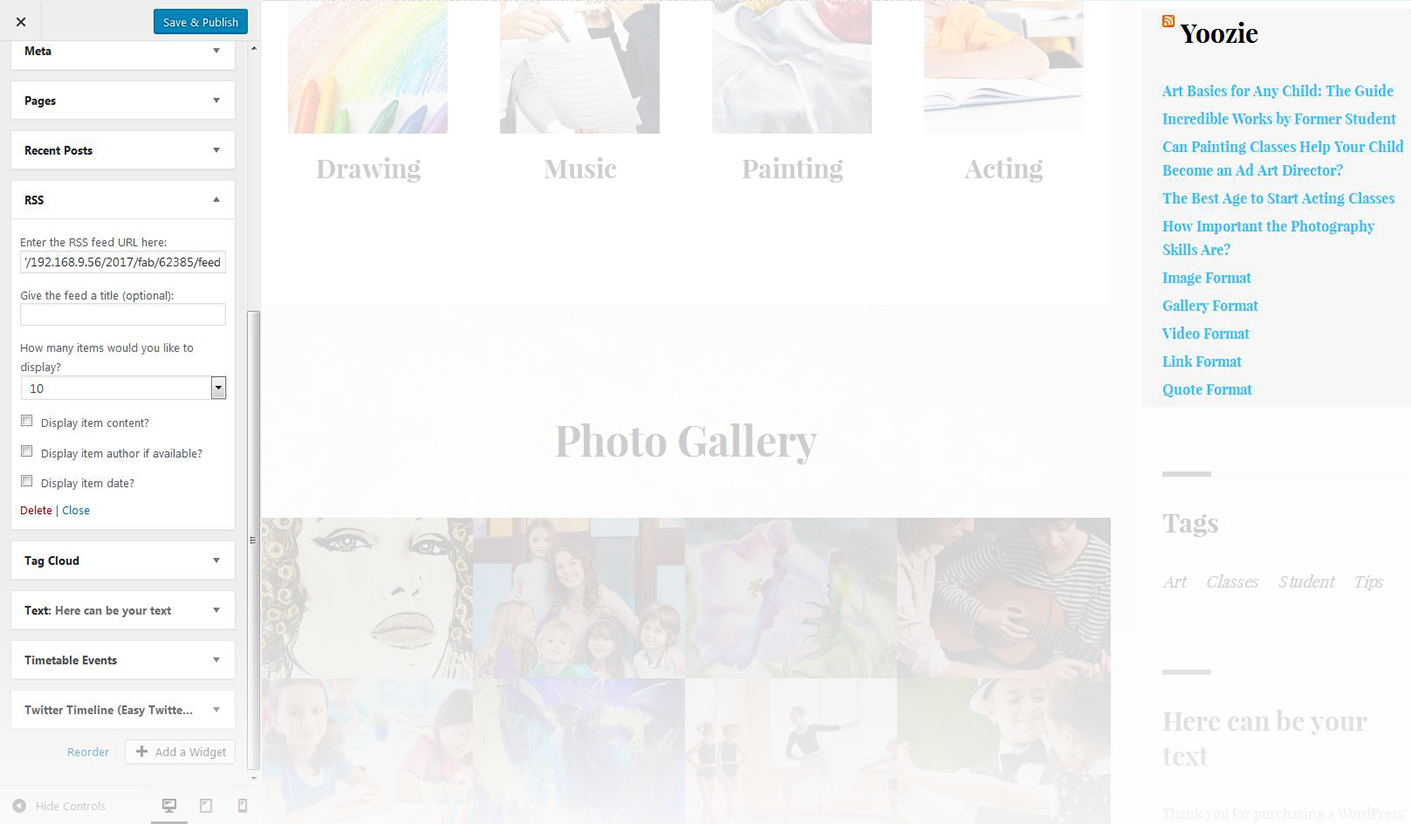 Save & Publish
Meta
Pages
Recent Posts
RSS
Enter the RSS feed URL here:
'/192.168.9.56/2017/fab/62385/feed
Give the feed a title (optional):
How many items would you like to
display?
10
Display item content?
Display item author if available?
Display item date?
Delete | Close
Tag Cloud
Text: Here can be your text
Timetable Events
Twitter Timeline (Easy Twitte...
Reorder
Add a Widget
Hide Controls
Drawing
Music
Painting
Acting
Photo Gallery
Yoozie
Art Basics for Any Child: The Guide
Incredible Works by Former Student
Can Painting Classes Help Your Child
Become an Ad Art Director?
The Best Age to Start Acting Classes
How Important the Photography
Skills Are?
Image Format
Gallery Format
Video Format
Link Format
Quote Format
Tags
Art Classes Student Tips
Here can be your
text
Thank you for purchasing a WordPress